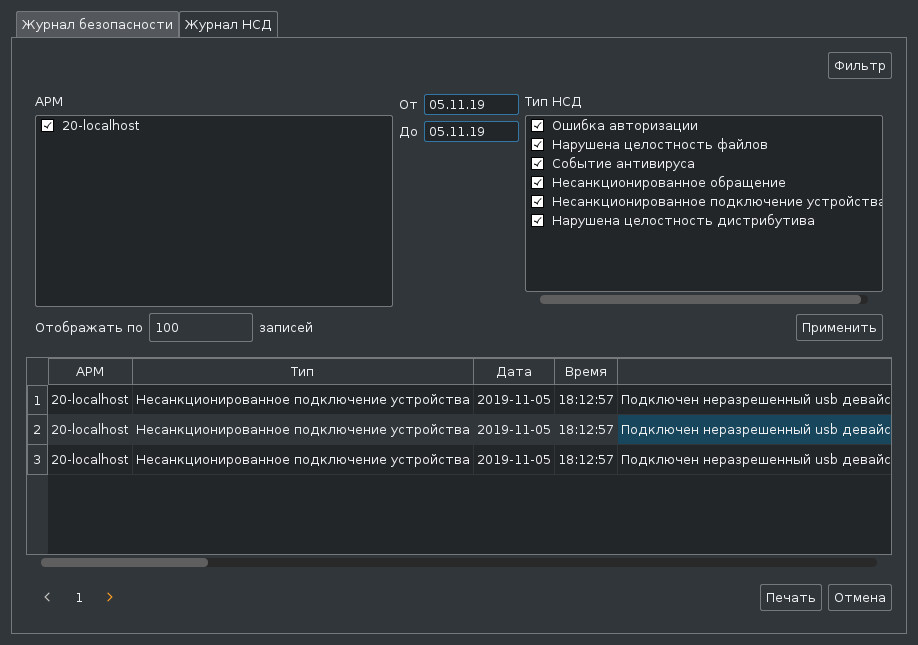 Журнал безопасности Журнал НСД
Фильтр
АРМ
20-localhost
От 05.11.19
До 05.11.19
Тип НСД
Ошибка авторизации
Нарушена целостность файлов
Событие антивируса
Несанкционированное обращение
Несанкционированное подключение устройства
Нарушена целостность дистрибутива
Отображать по 100 записей
Применить
АРМ Тип Дата Время
1 20-localhost Несанкционированное подключение устройства 2019-11-05 18:12:57 Подключен неразрешенный usb девайс
2 20-localhost Несанкционированное подключение устройства 2019-11-05 18:12:57 Подключен неразрешенный usb девайс
3 20-localhost Несанкционированное подключение устройства 2019-11-05 18:12:57 Подключен неразрешенный usb девайс
< 1 >
Печать Отмена